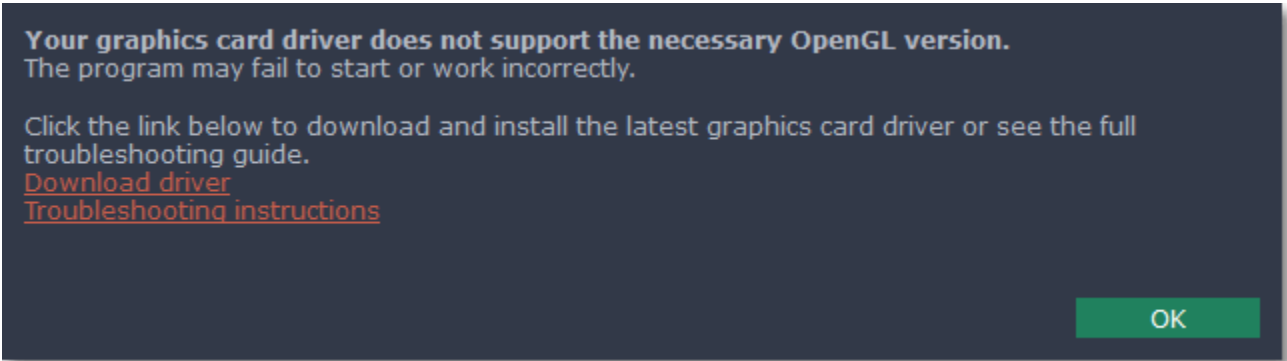 Your graphics card driver does not support the necessary OpenGL version.
The program may fail to start or work incorrectly.
Click the link below to download and install the latest graphics card driver or see the full
troubleshooting guide.
Download driver
Troubleshooting instructions
OK